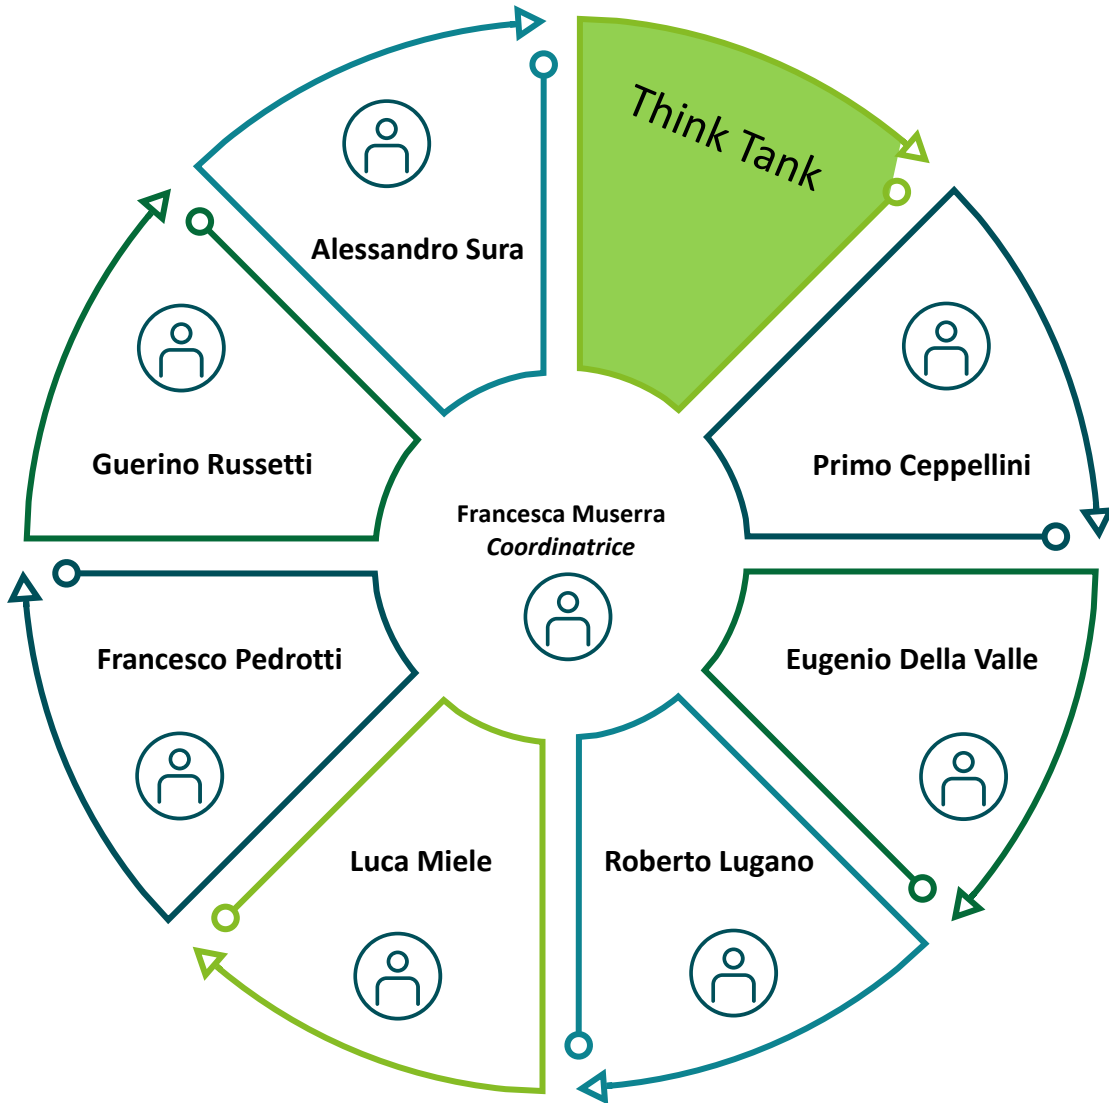 Think Tank
Alessandro Sura
Guerino Russetti
Primo Ceppellini
Francesca Muserra
Coordinatrice
Francesco Pedrotti
Eugenio Della Valle
Luca Miele
Roberto Lugano